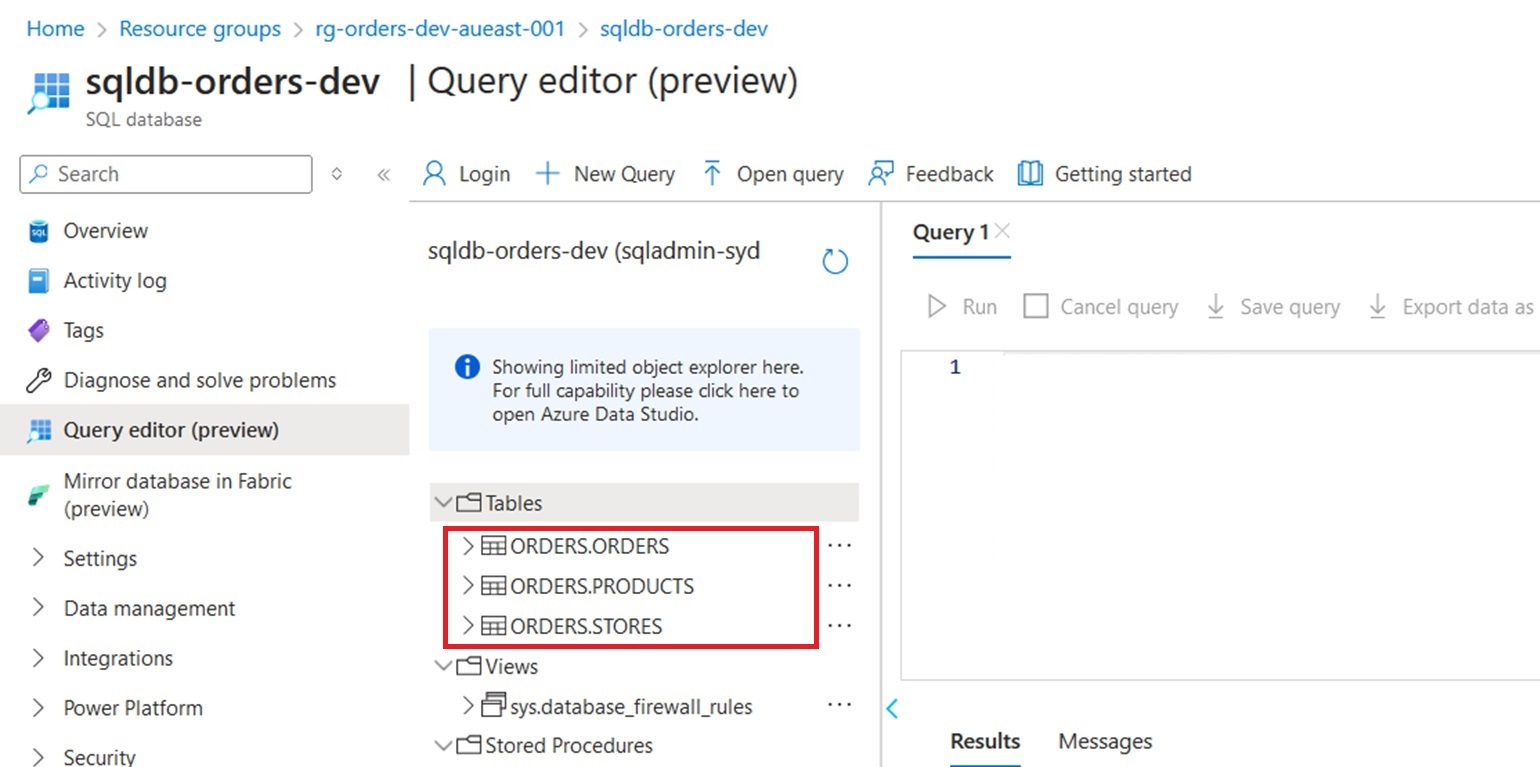 Home > Resource groups > rg-orders-dev-aueast-001 > sqldb-orders-dev
sqldb-orders-dev | Query editor (preview)
SQL database
Search
Login
New Query
Open query
Feedback
Getting started
Overview
Activity log
Tags
Diagnose and solve problems
Query editor (preview)
Mirror database in Fabric
(preview)
Settings
Data management
Integrations
Power Platform
Security
sqldb-orders-dev (sqladmin-syd
Showing limited object explorer here.
For full capability please click here to
open Azure Data Studio.
Tables
ORDERS.ORDERS
ORDERS.PRODUCTS
ORDERS.STORES
Views
sys.database_firewall_rules
Stored Procedures
Query 1
Run
Cancel query
Save query
Export data as
1
Results
Messages